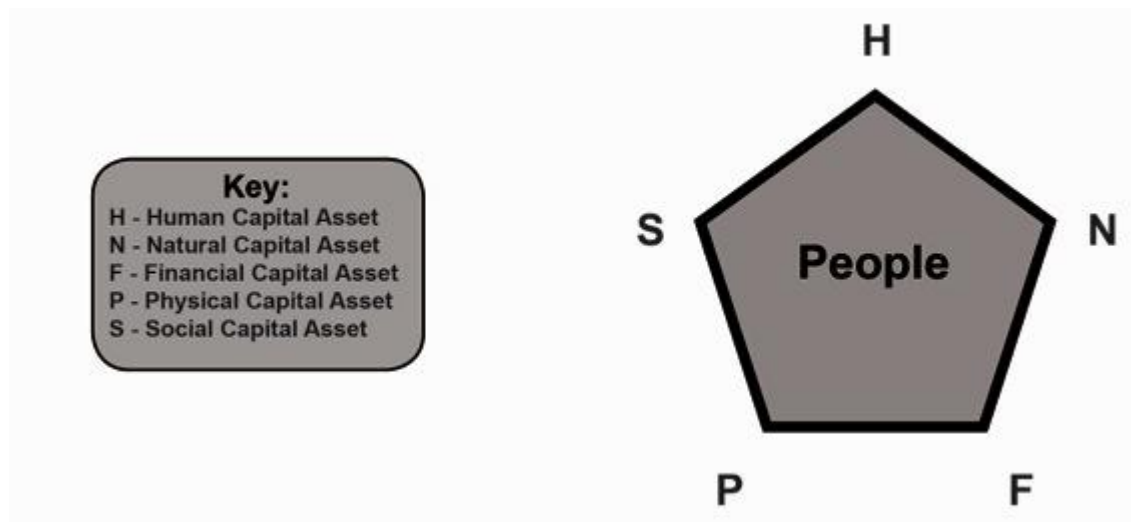 Key:
H - Human Capital Asset
N - Natural Capital Asset
F - Financial Capital Asset
P - Physical Capital Asset
S - Social Capital Asset
H
S
N
People
P
F